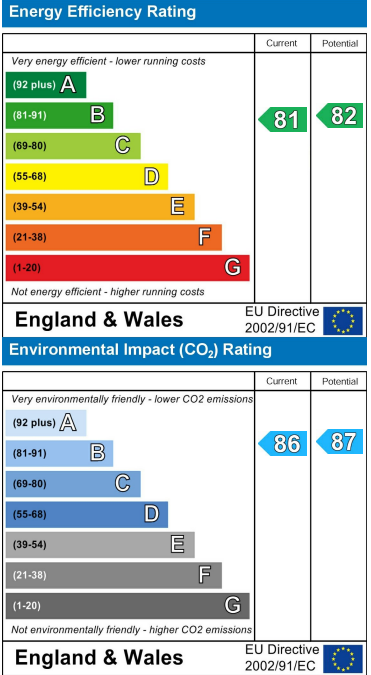 Energy Efficiency Rating
Current Potential
Very energy efficient - lower running costs
(92 plus) A
(81-91) B
81 82
(69-80) C
(55-68) D
(39-54) E
(21-38) F
(1-20) G
Not energy efficient - higher running costs
England & Wales
EU Directive
2002/91/EC
Environmental Impact (CO₂) Rating
Current Potential
Very environmentally friendly - lower CO2 emissions
(92 plus) A
(81-91) B
86 87
(69-80) C
(55-68) D
(39-54) E
(21-38) F
(1-20) G
Not environmentally friendly - higher CO2 emissions
England & Wales
EU Directive
2002/91/EC